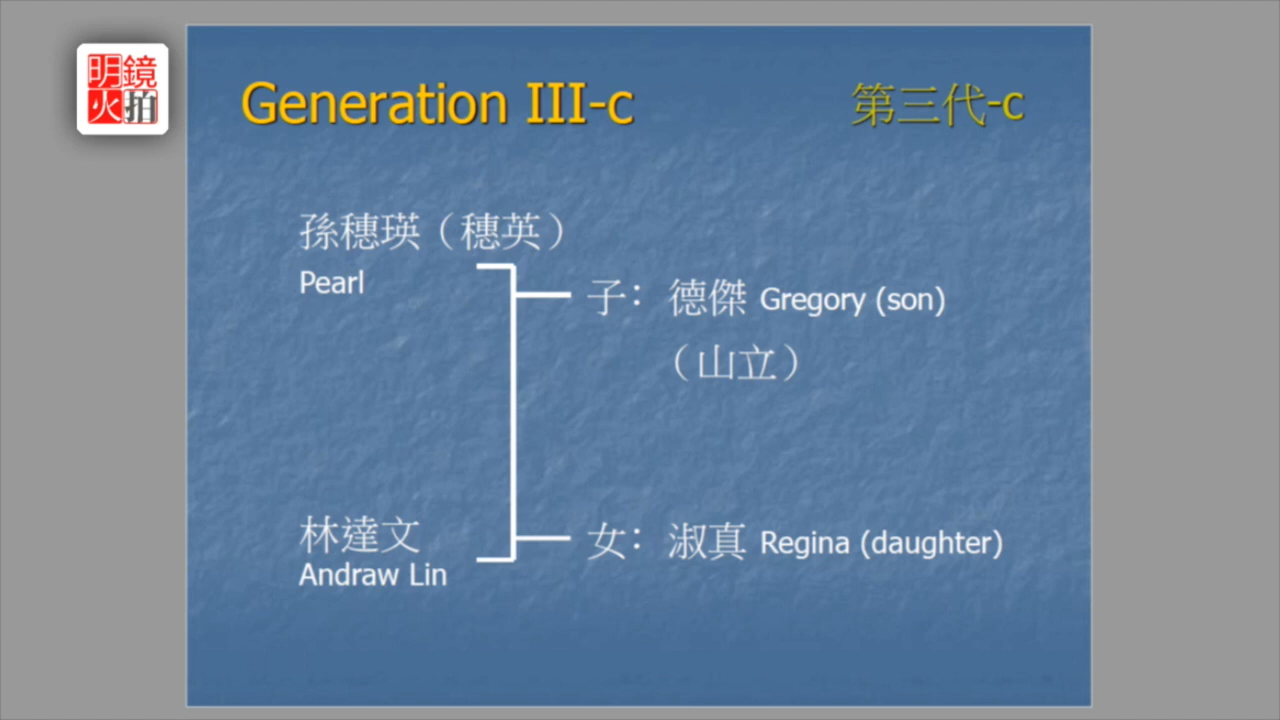 明鏡
火拍
Generation III-c 第三代-c
孫穗瑛（穗英）
Pearl
子： 德傑 Gregory (son)
（山立）
林達文
Andraw Lin
女： 淑真 Regina (daughter)